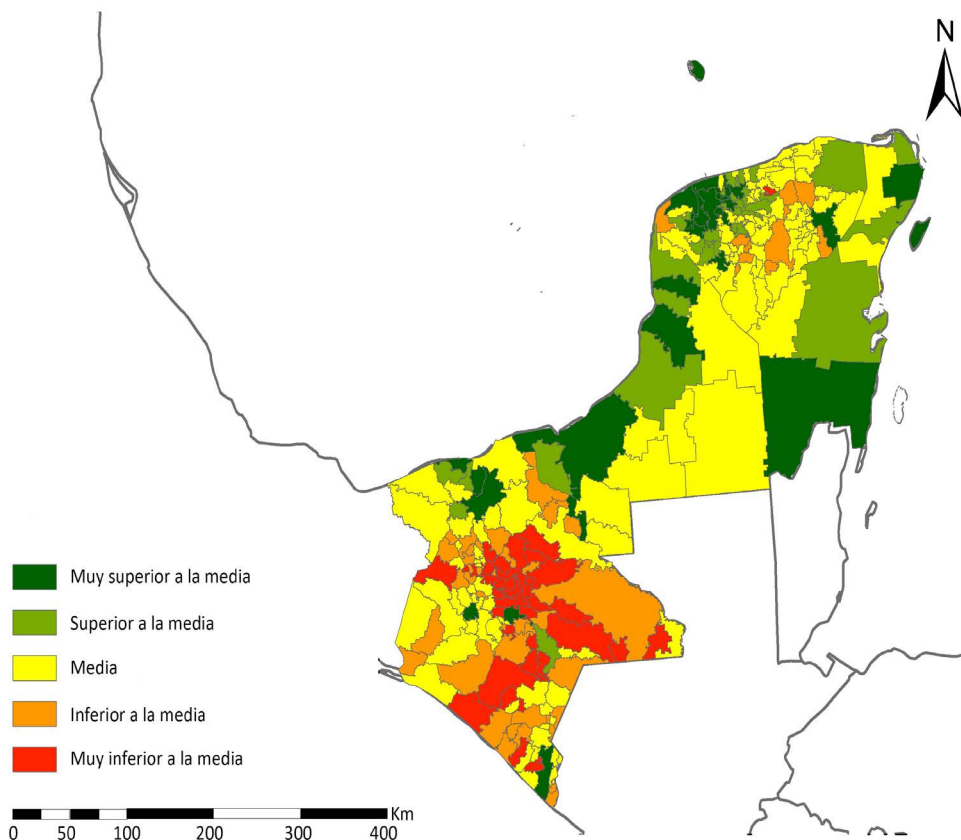 N
Muy superior a la media
Superior a la media
Media
Inferior a la media
Muy inferior a la media
Km
0 50 100 200 300 400